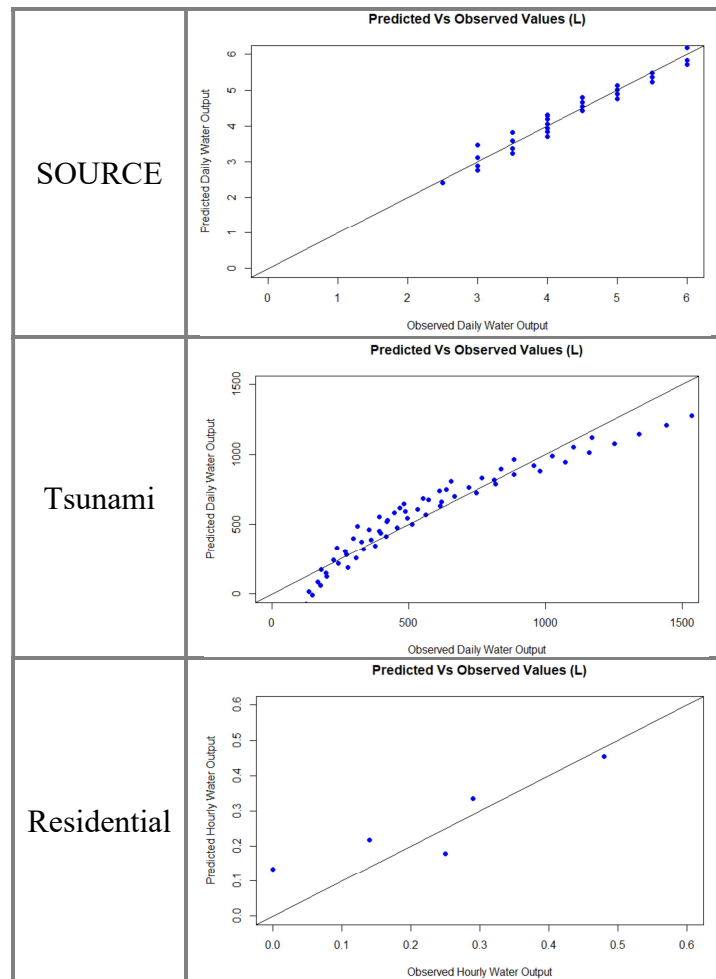 SOURCE
Predicted Vs Observed Values (L)
Predicted Daily Water Output
6
5
4
3
2
1
0
0 1 2 3 4 5 6
Observed Daily Water Output
Tsunami
Predicted Vs Observed Values (L)
Predicted Daily Water Output
1500
1000
500
0
0 500 1000 1500
Observed Daily Water Output
Residential
Predicted Vs Observed Values (L)
Predicted Hourly Water Output
0.6
0.5
0.4
0.3
0.2
0.1
0.0
0.0 0.1 0.2 0.3 0.4 0.5 0.6
Observed Hourly Water Output